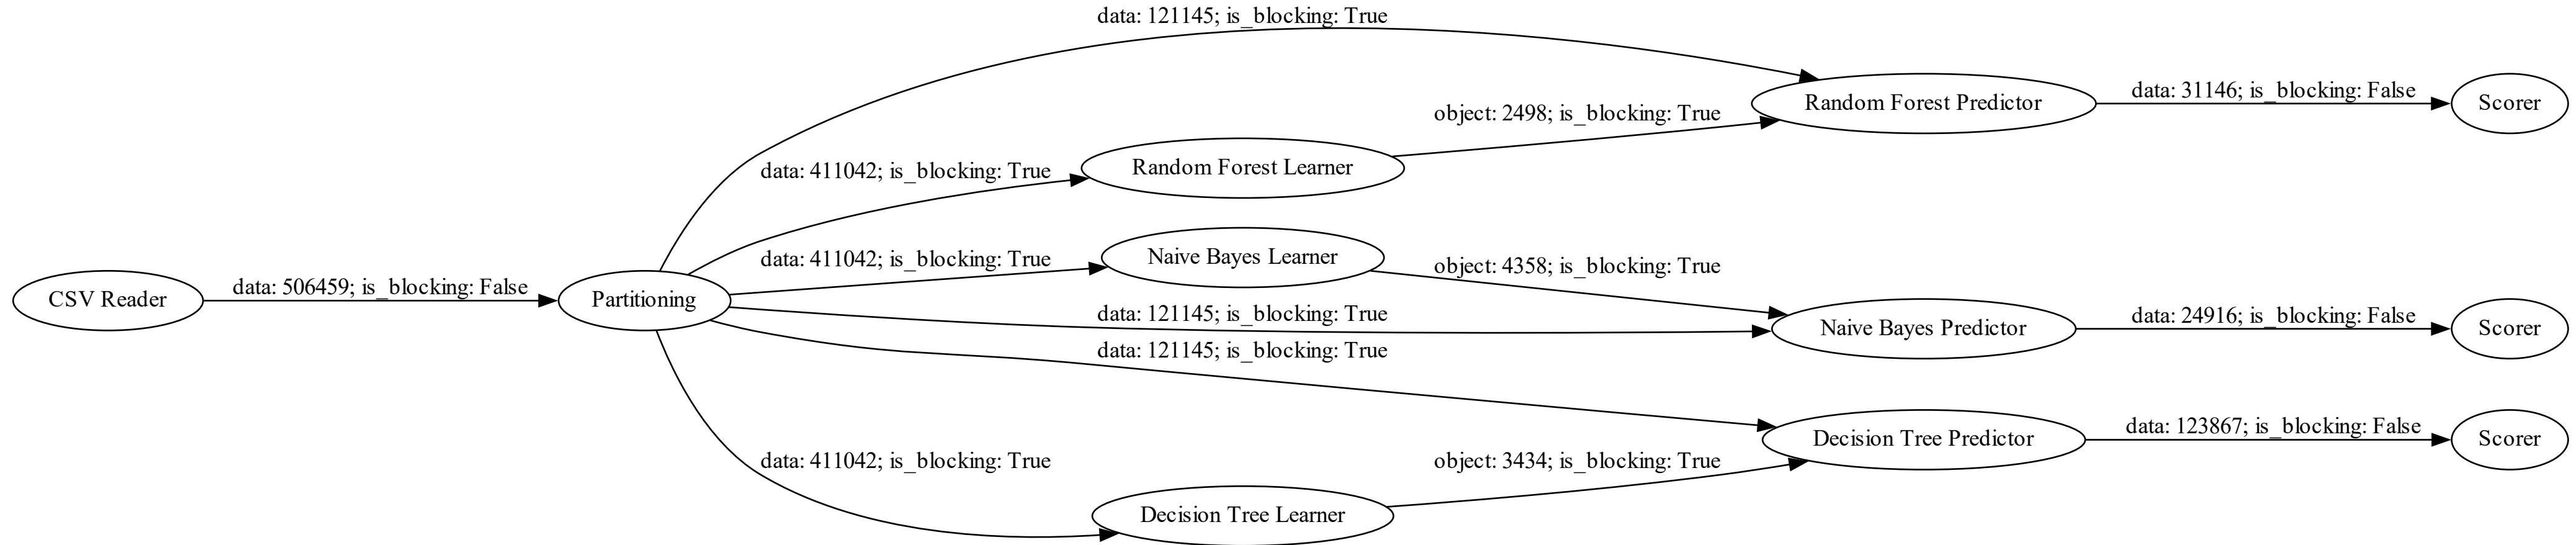 data: 121145; is_blocking: True
Random Forest Predictor
data: 31146; is_blocking: False
Scorer
object: 2498; is_blocking: True
data: 411042; is_blocking: True
Random Forest Learner
data: 411042; is_blocking: True
Naive Bayes Learner
object: 4358; is_blocking: True
CSV Reader
data: 506459; is_blocking: False
Partitioning
data: 121145; is_blocking: True
Naive Bayes Predictor
data: 24916; is_blocking: False
Scorer
data: 121145; is_blocking: True
Decision Tree Predictor
data: 123867; is_blocking: False
Scorer
data: 411042; is_blocking: True
object: 3434; is_blocking: True
Decision Tree Learner